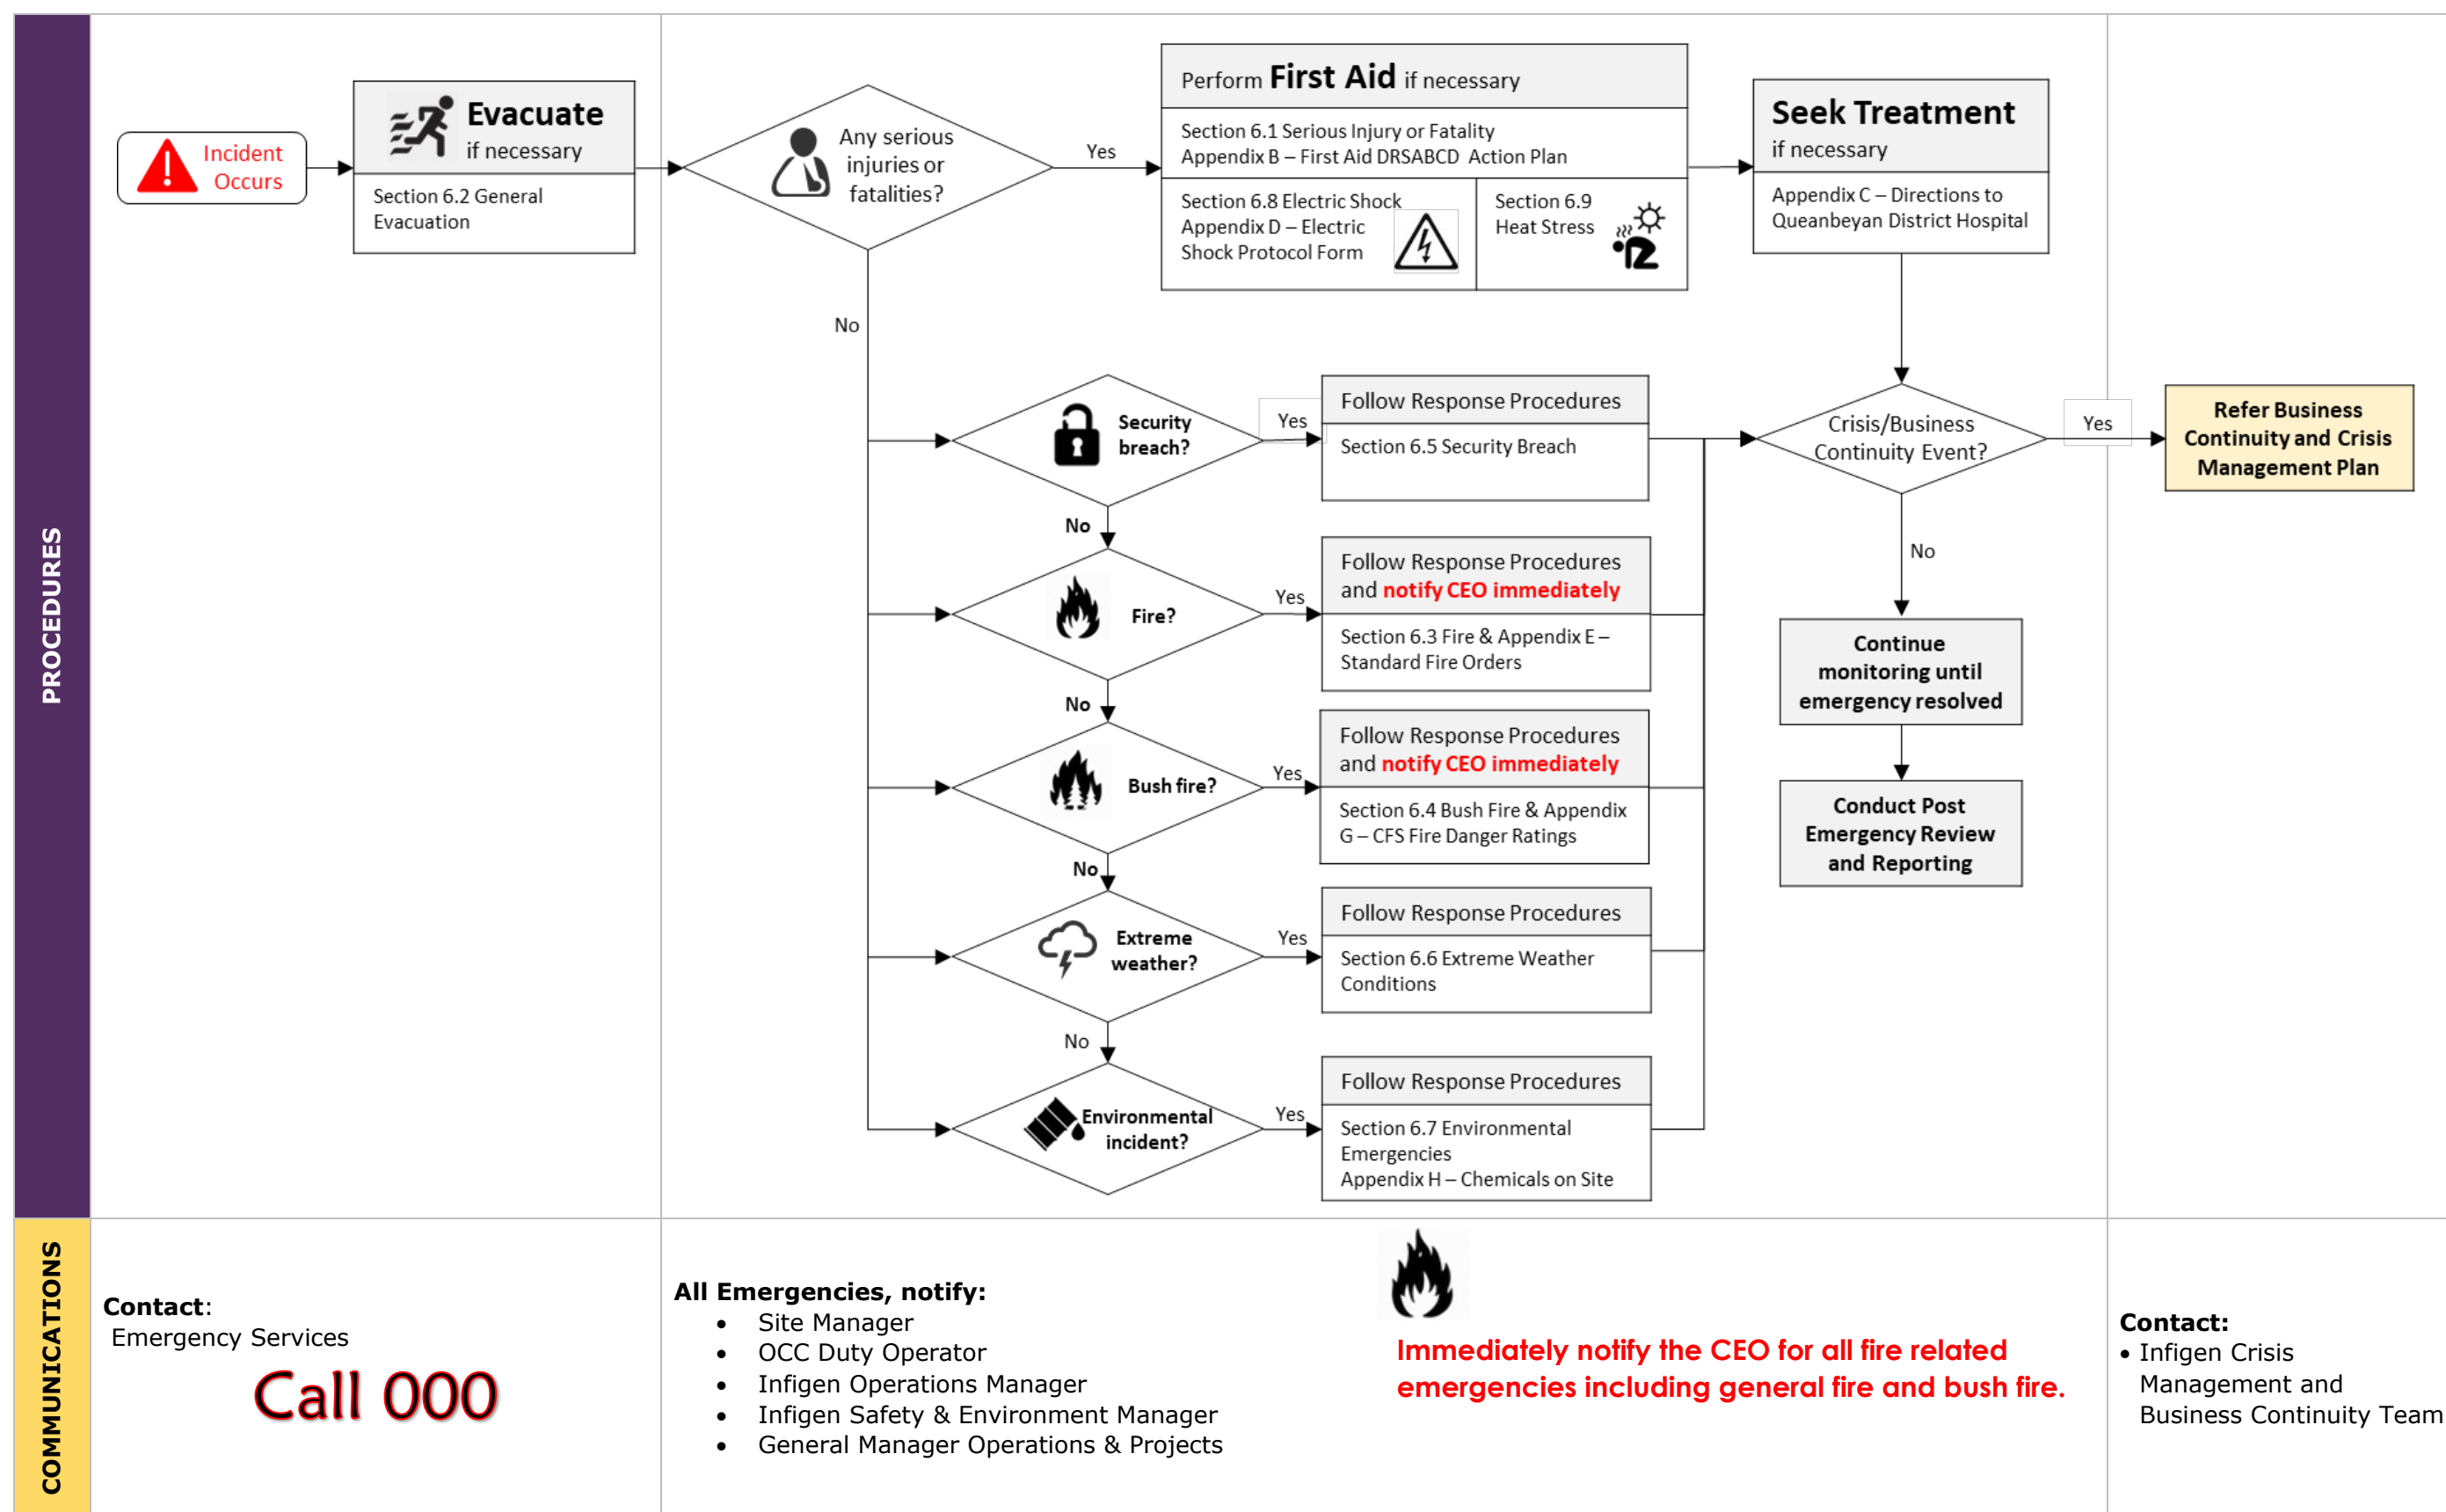 PROCEDURES
Incident
Occurs
Evacuate
if necessary
Section 6.2 General
Evacuation
Any serious
injuries or
fatalities?
Yes
No
Perform First Aid if necessary
Section 6.1 Serious Injury or Fatality
Appendix B – First Aid DRSABCD Action Plan
Section 6.8 Electric Shock
Appendix D – Electric
Shock Protocol Form
Section 6.9
Heat Stress
Seek Treatment
if necessary
Appendix C – Directions to
Queanbeyan District Hospital
Security
breach?
Yes
No
Follow Response Procedures
Section 6.5 Security Breach
Crisis/Business
Continuity Event?
Yes
No
Refer Business
Continuity and Crisis
Management Plan
Fire?
Yes
No
Follow Response Procedures
and notify CEO immediately
Section 6.3 Fire & Appendix E –
Standard Fire Orders
Continue
monitoring until
emergency resolved
Bush fire?
Yes
No
Follow Response Procedures
and notify CEO immediately
Section 6.4 Bush Fire & Appendix
G – CFS Fire Danger Ratings
Conduct Post
Emergency Review
and Reporting
Extreme
weather?
Yes
No
Follow Response Procedures
Section 6.6 Extreme Weather
Conditions
Environmental
incident?
Yes
Follow Response Procedures
Section 6.7 Environmental
Emergencies
Appendix H – Chemicals on Site
COMMUNICATIONS
Contact:
Emergency Services
Call 000
All Emergencies, notify:
• Site Manager
• OCC Duty Operator
• Infigen Operations Manager
• Infigen Safety & Environment Manager
• General Manager Operations & Projects
Immediately notify the CEO for all fire related
emergencies including general fire and bush fire.
Contact:
• Infigen Crisis
Management and
Business Continuity Team